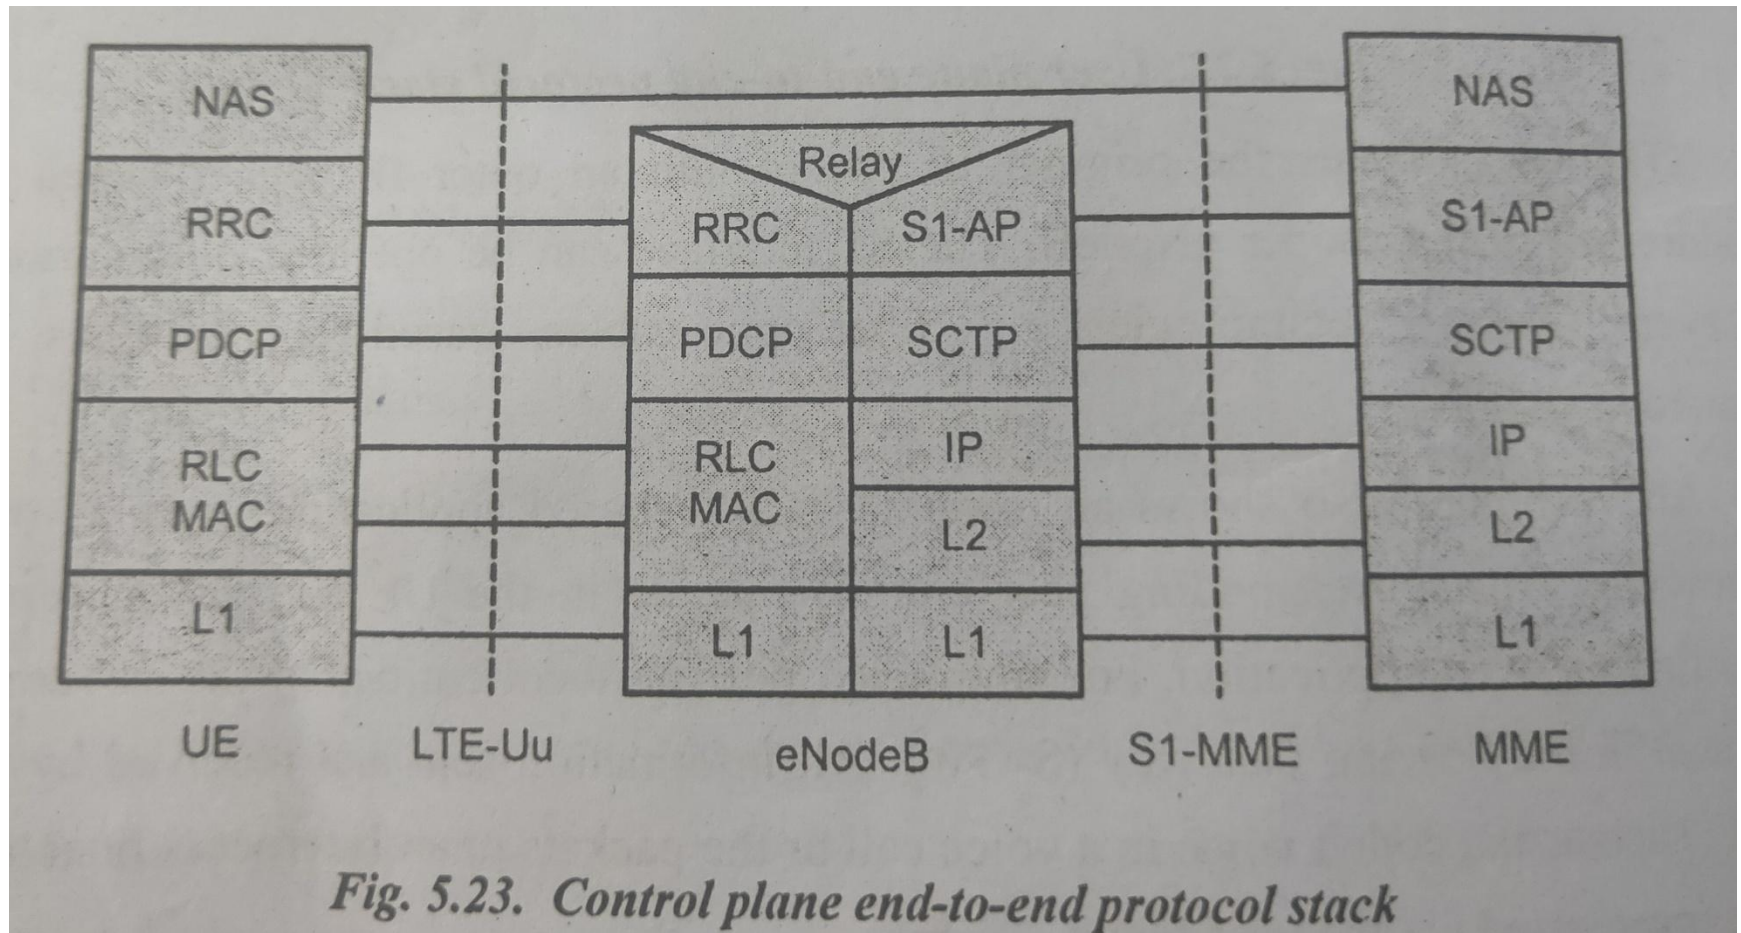 NAS
RRC
PDCP
RLC
MAC
L1
UE
LTE-Uu
Relay
RRC
S1-AP
PDCP
SCTP
RLC
MAC
IP
L2
L1
L1
eNodeB
S1-MME
NAS
S1-AP
SCTP
IP
L2
L1
MME
Fig. 5.23. Control plane end-to-end protocol stack